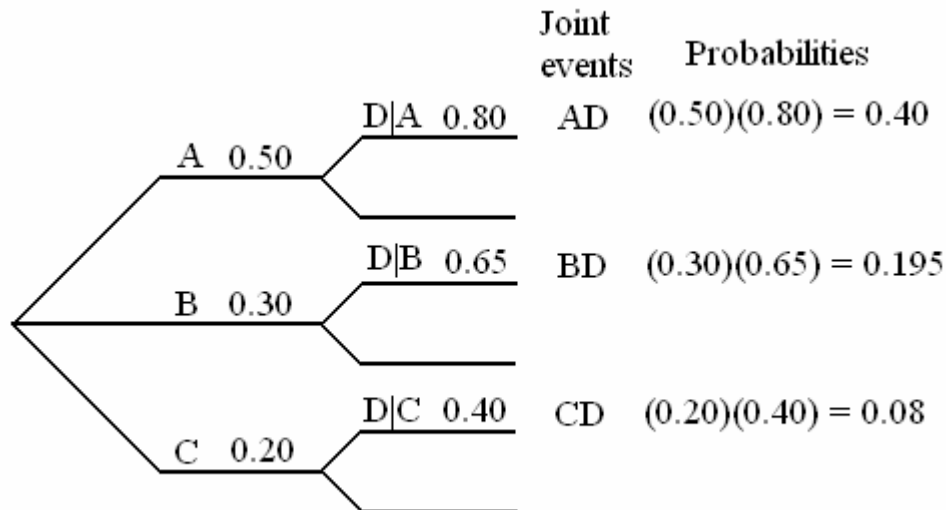 Joint
events Probabilities
D|A 0.80 AD (0.50)(0.80) = 0.40
A 0.50
D|B 0.65 BD (0.30)(0.65) = 0.195
B 0.30
D|C 0.40 CD (0.20)(0.40) = 0.08
C 0.20